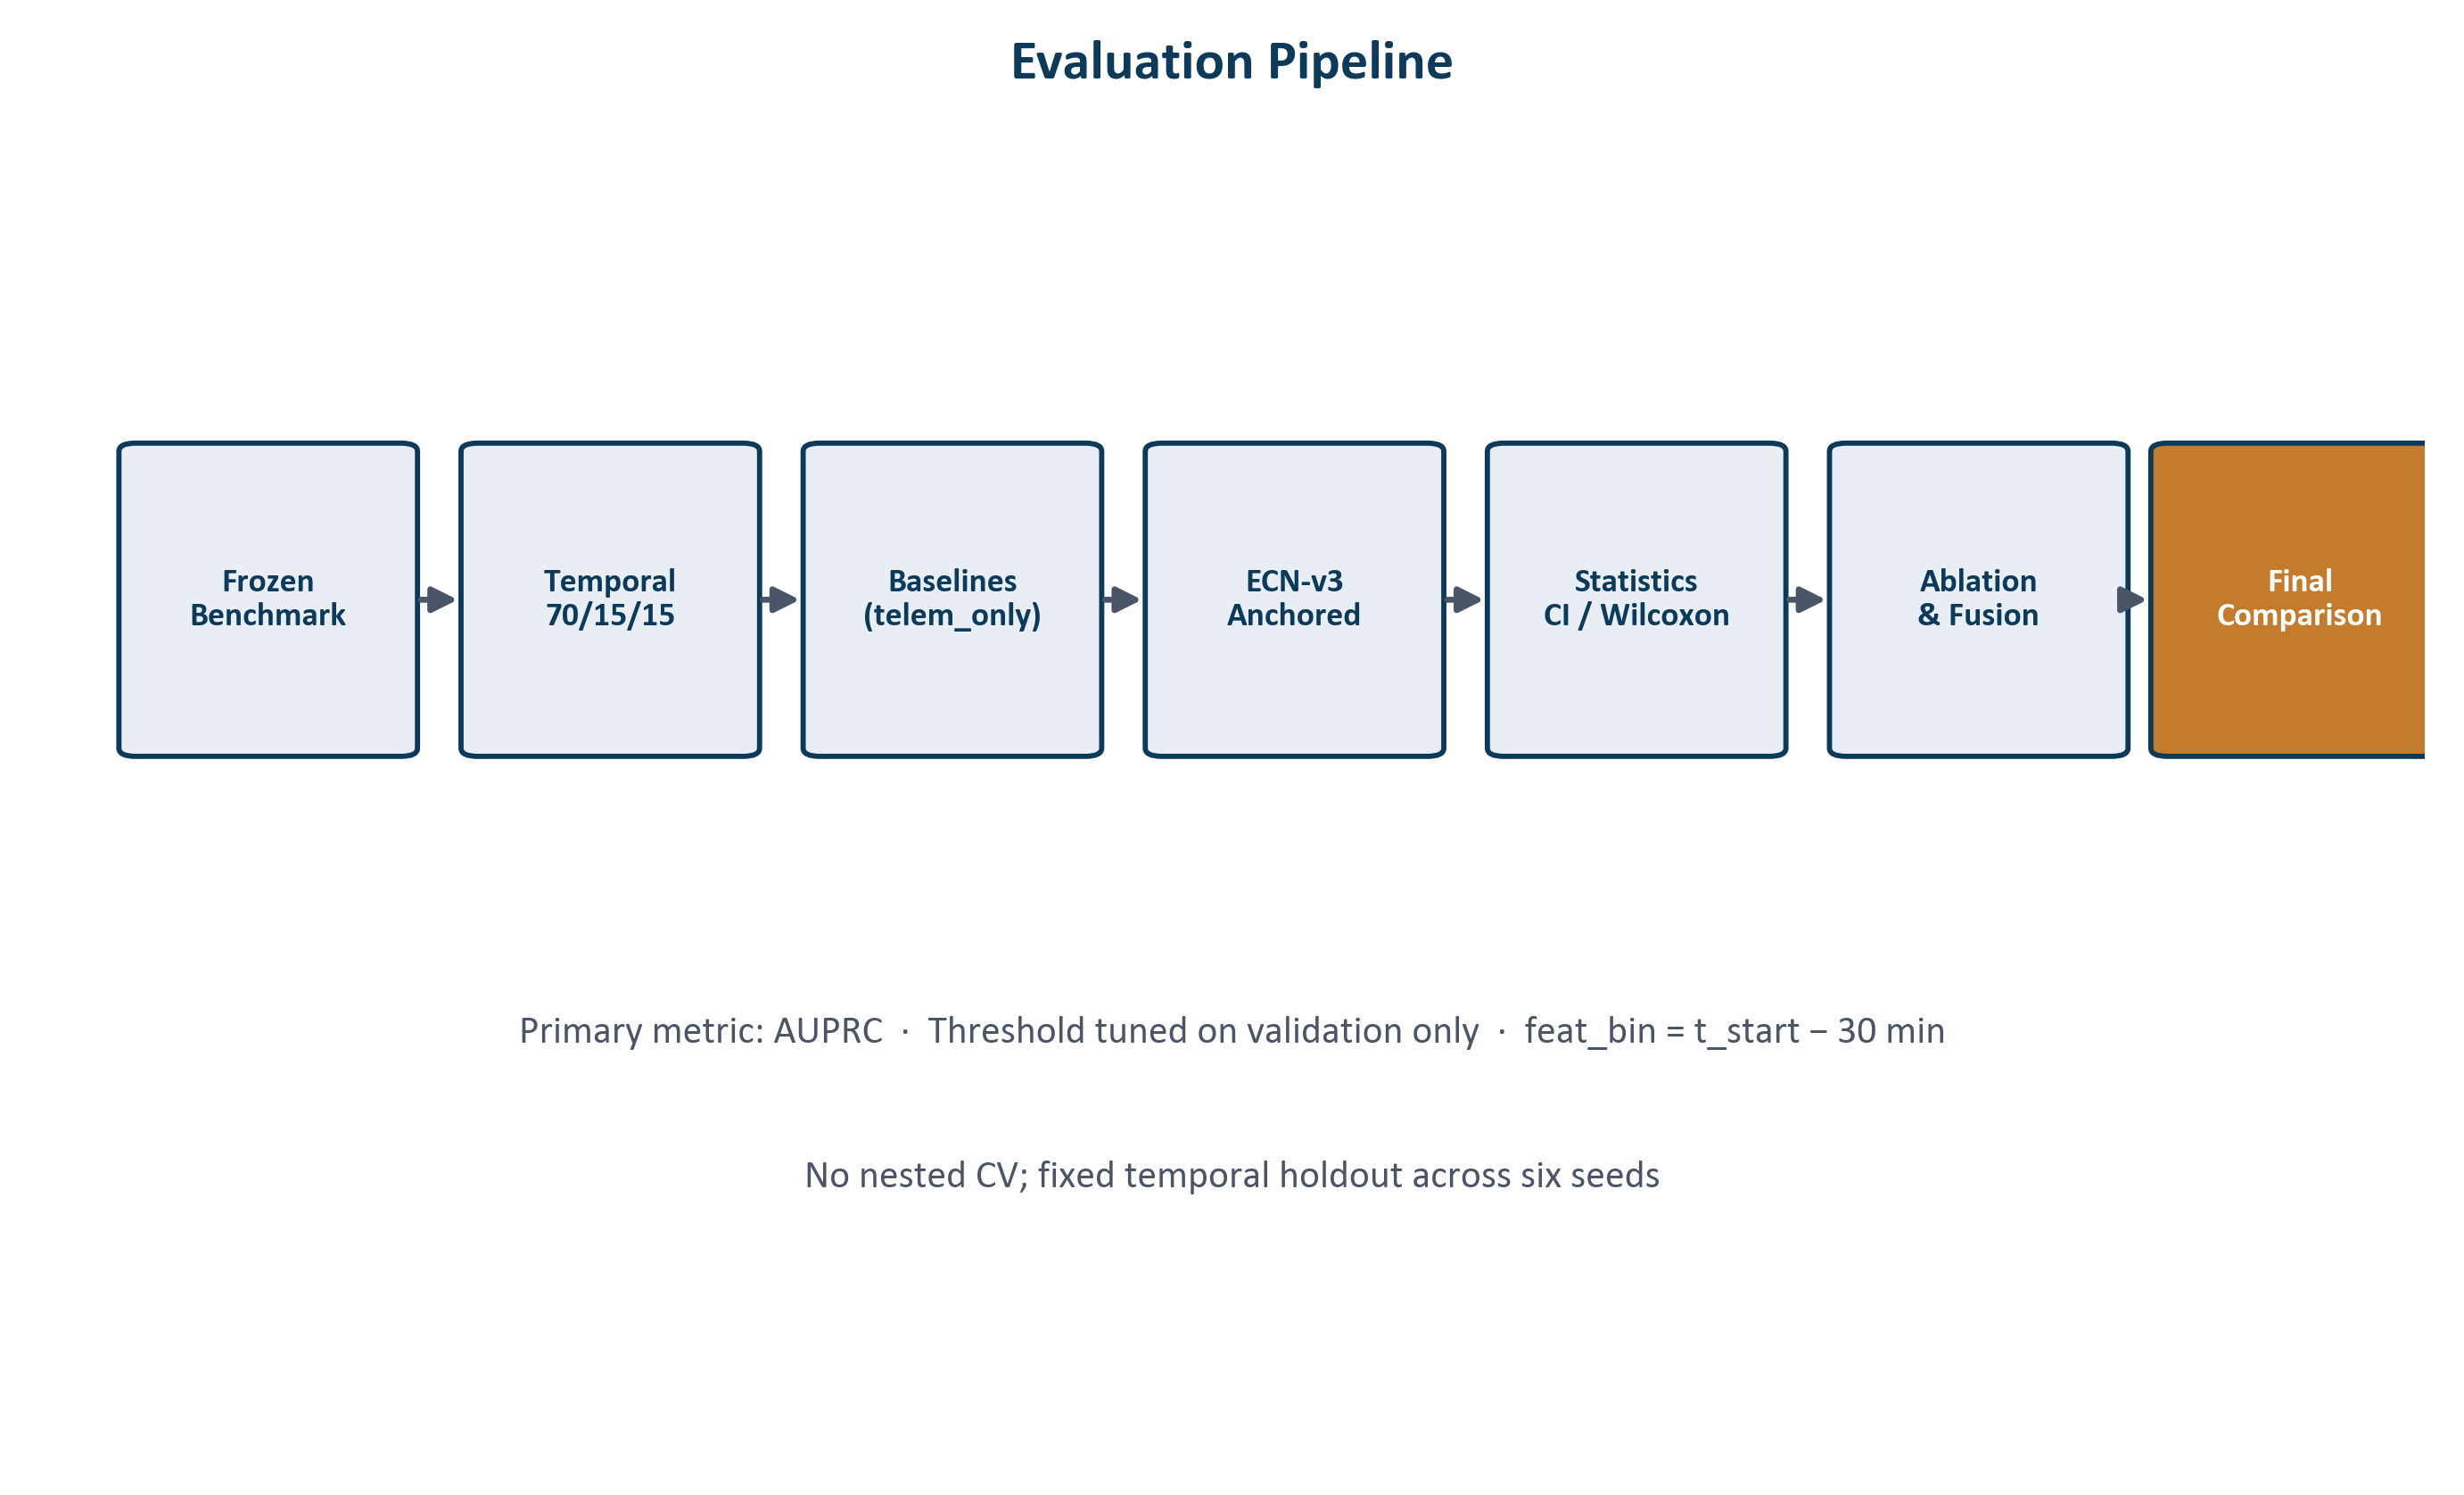 Evaluation Pipeline
Frozen
Benchmark
Temporal
70/15/15
Baselines
(telem_only)
ECN-v3
Anchored
Statistics
CI / Wilcoxon
Ablation
& Fusion
Final
Comparison
Primary metric: AUPRC · Threshold tuned on validation only · feat_bin = t_start − 30 min
No nested CV; fixed temporal holdout across six seeds